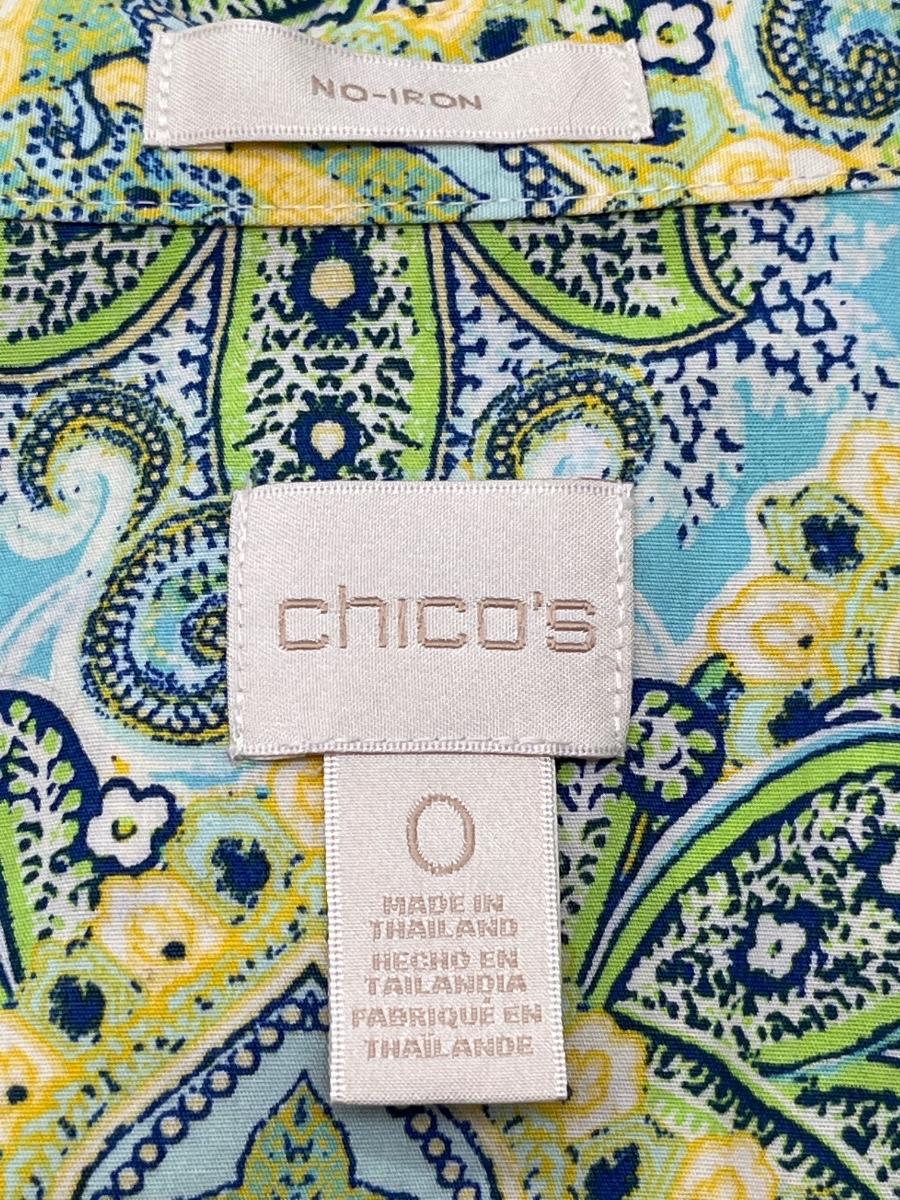 NO-IRON
chico's
0
MADE IN
THAILAND
HECHO EN
TAILANDIA
FABRIQUÉ EN
THAÏLANDE